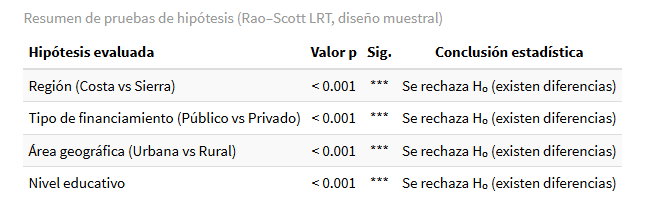 Resumen de pruebas de hipótesis (Rao–Scott LRT, diseño muestral)
Hipótesis evaluada Valor p Sig. Conclusión estadística
Región (Costa vs Sierra) < 0.001 *** Se rechaza H₀ (existen diferencias)
Tipo de financiamiento (Público vs Privado) < 0.001 *** Se rechaza H₀ (existen diferencias)
Área geográfica (Urbana vs Rural) < 0.001 *** Se rechaza H₀ (existen diferencias)
Nivel educativo < 0.001 *** Se rechaza H₀ (existen diferencias)